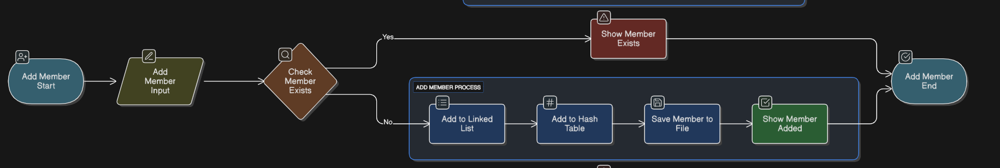 Add Member
Start
Add
Member
Input
Check
Member
Exists
Yes
Show Member
Exists
No
ADD MEMBER PROCESS
Add to Linked
List
Add to Hash
Table
Save Member to
File
Show Member
Added
Add Member
End